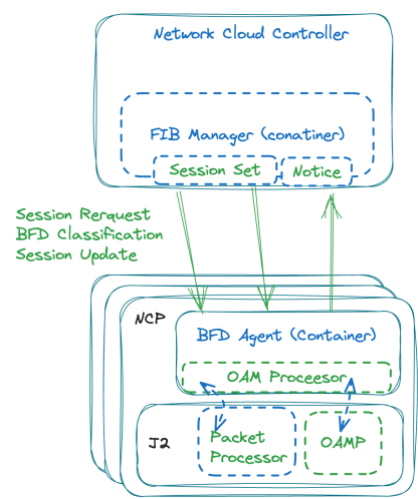 Network Cloud Controller
FIB Manager (conatiner)
Session Set
Notice
Session Rerquest
BFD Classification
Session Update
NCP
BFD Agent (Container)
OAM Proceesor
J2
Packet
Processor
OAMP